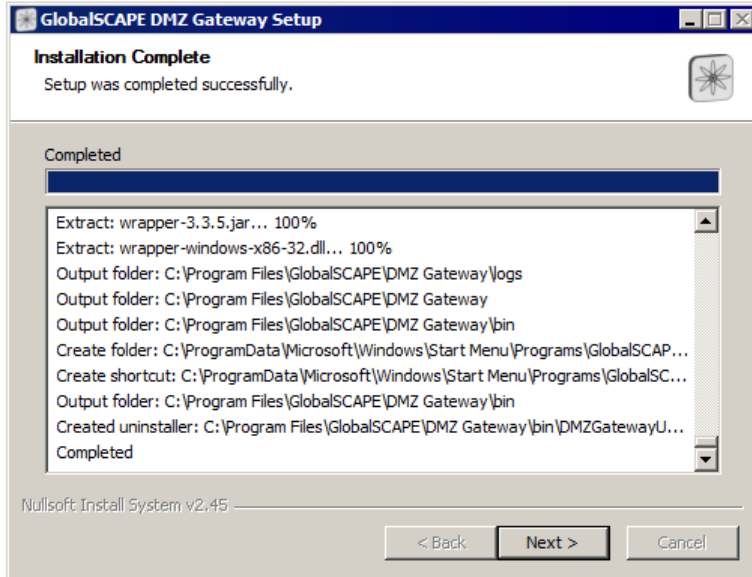 GlobalSCAPE DMZ Gateway Setup
Installation Complete
Setup was completed successfully.
Completed
Extract: wrapper-3.3.5.jar... 100%
Extract: wrapper-windows-x86-32.dll... 100%
Output folder: C:\Program Files\GlobalSCAPE\DMZ Gateway\logs
Output folder: C:\Program Files\GlobalSCAPE\DMZ Gateway
Output folder: C:\Program Files\GlobalSCAPE\DMZ Gateway\bin
Create folder: C:\ProgramData\Microsoft\Windows\Start Menu\Programs\GlobalSCAP...
Create shortcut: C:\ProgramData\Microsoft\Windows\Start Menu\Programs\GlobalSC...
Output folder: C:\Program Files\GlobalSCAPE\DMZ Gateway\bin
Created uninstaller: C:\Program Files\GlobalSCAPE\DMZ Gateway\bin\DMZGatewayU...
Completed
Nullsoft Install System v2.45
< Back Next > Cancel